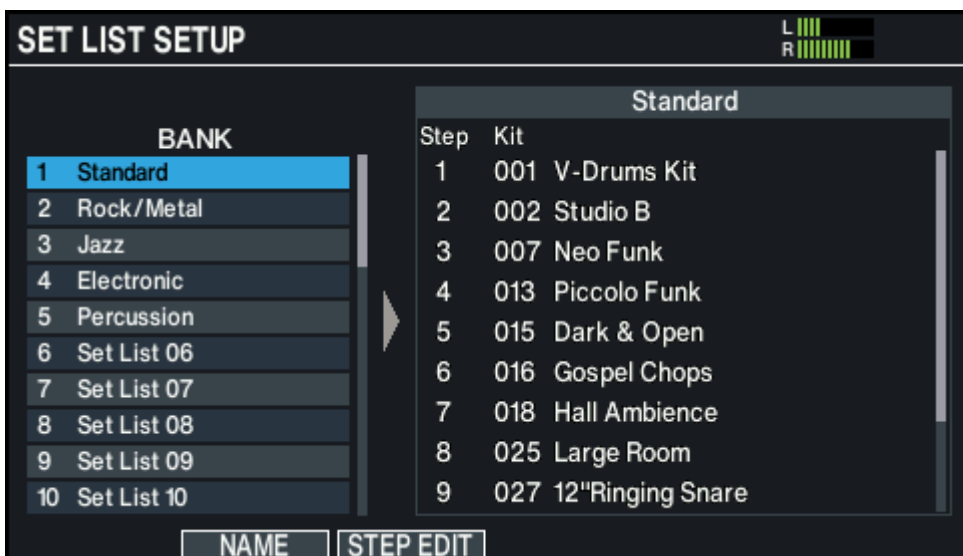 SET LIST SETUP
L
R
BANK
1 Standard
2 Rock/Metal
3 Jazz
4 Electronic
5 Percussion
6 Set List 06
7 Set List 07
8 Set List 08
9 Set List 09
10 Set List 10
Standard
Step Kit
1 001 V-Drums Kit
2 002 Studio B
3 007 Neo Funk
4 013 Piccolo Funk
5 015 Dark & Open
6 016 Gospel Chops
7 018 Hall Ambience
8 025 Large Room
9 027 12"Ringing Snare
NAME STEP EDIT